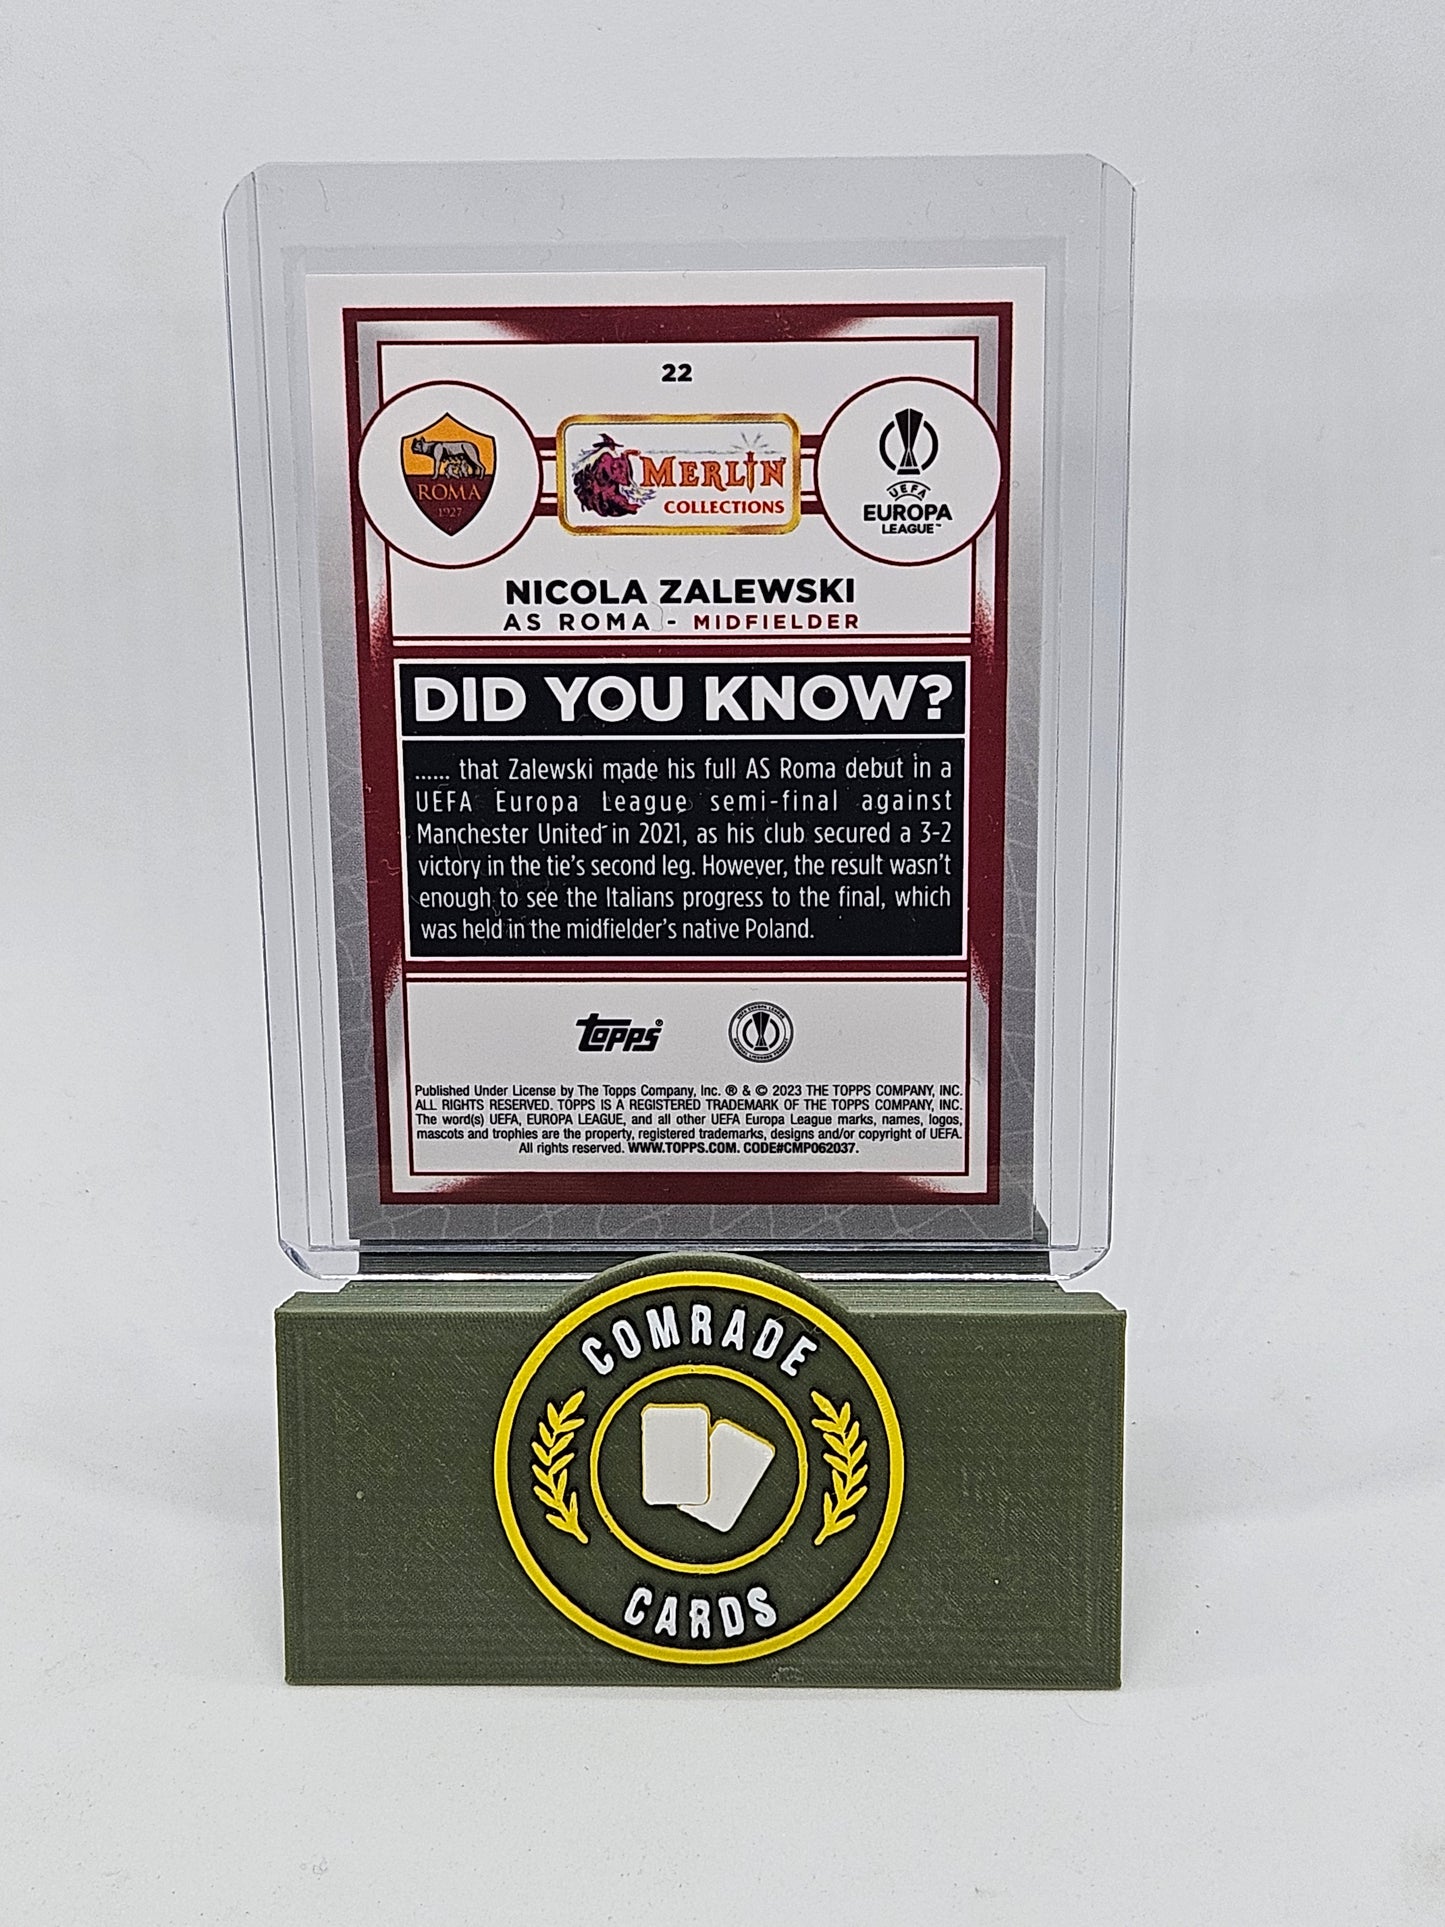 22
ROMA
1927
MERLIN
COLLECTIONS
UEFA
EUROPA
LEAGUE™
NICOLA ZALEWSKI
AS ROMA - MIDFIELDER
DID YOU KNOW?
...... that Zalewski made his full AS Roma debut in a
UEFA Europa League semi-final against
Manchester United in 2021, as his club secured a 3-2
victory in the tie's second leg. However, the result wasn't
enough to see the Italians progress to the final, which
was held in the midfielder's native Poland.
topps®
Published Under License by The Topps Company, Inc. ® & © 2023 THE TOPPS COMPANY, INC.
ALL RIGHTS RESERVED. TOPPS IS A REGISTERED TRADEMARK OF THE TOPPS COMPANY, INC.
The word(s) UEFA, EUROPA LEAGUE, and all other UEFA Europa League marks, names, logos,
mascots and trophies are the property, registered trademarks, designs and/or copyright of UEFA.
All rights reserved. WWW.TOPPS.COM. CODE#CMP062037.
COMRADE
CARDS